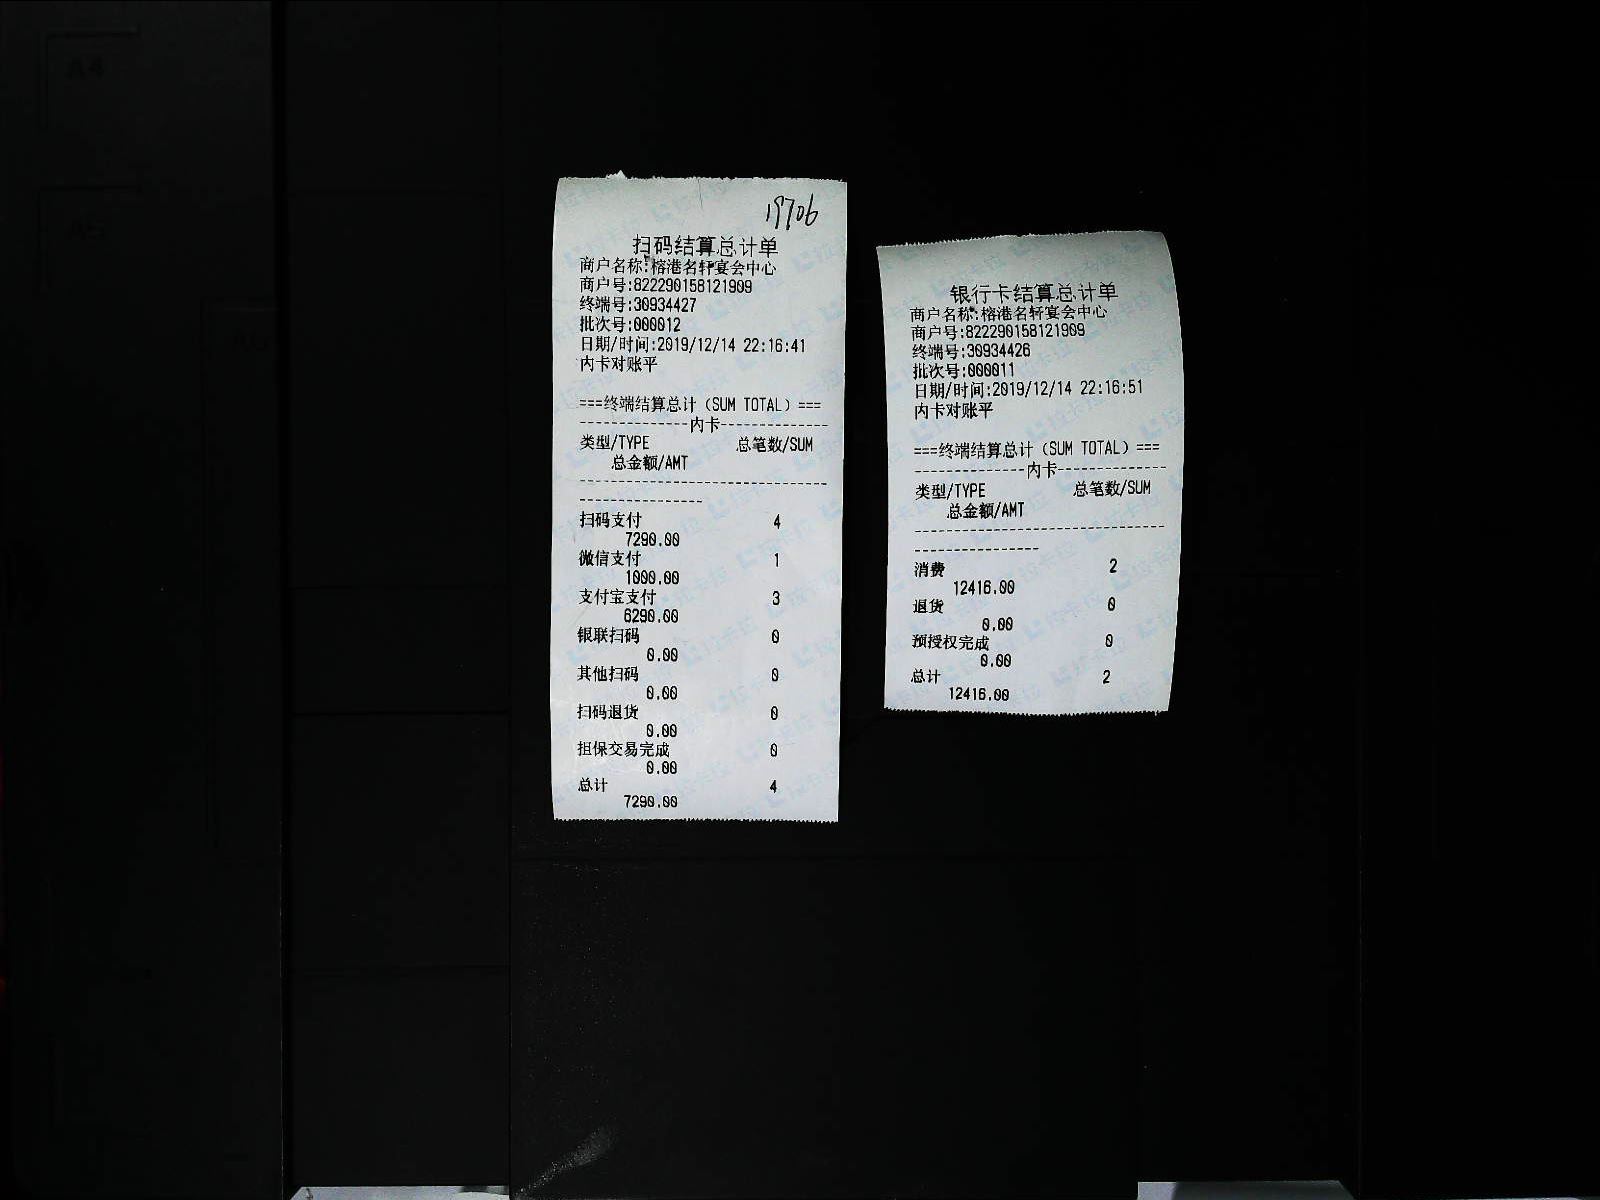 19706
扫码结算总计单
商户名称:榕港名轩宴会中心
商户号:822290158121909
终端号:30934427
批次号:000012
日期/时间:2019/12/14 22:16:41
内卡对账平
===终端结算总计（SUM TOTAL）===
--------------内卡--------------
类型/TYPE 总笔数/SUM
总金额/AMT
--------------------------------
----------------
扫码支付 4
7290.00
微信支付 1
1000.00
支付宝支付 3
6290.00
银联扫码 0
0.00
其他扫码 0
0.00
扫码退货 0
0.00
担保交易完成 0
0.00
总计 4
7290.00
银行卡结算总计单
商户名称:榕港名轩宴会中心
商户号:822290158121909
终端号:30934426
批次号:000011
日期/时间:2019/12/14 22:16:51
内卡对账平
===终端结算总计（SUM TOTAL）===
--------------内卡--------------
类型/TYPE 总笔数/SUM
总金额/AMT
--------------------------------
----------------
消费 2
12416.00
退货 0
0.00
预授权完成 0
0.00
总计 2
12416.00